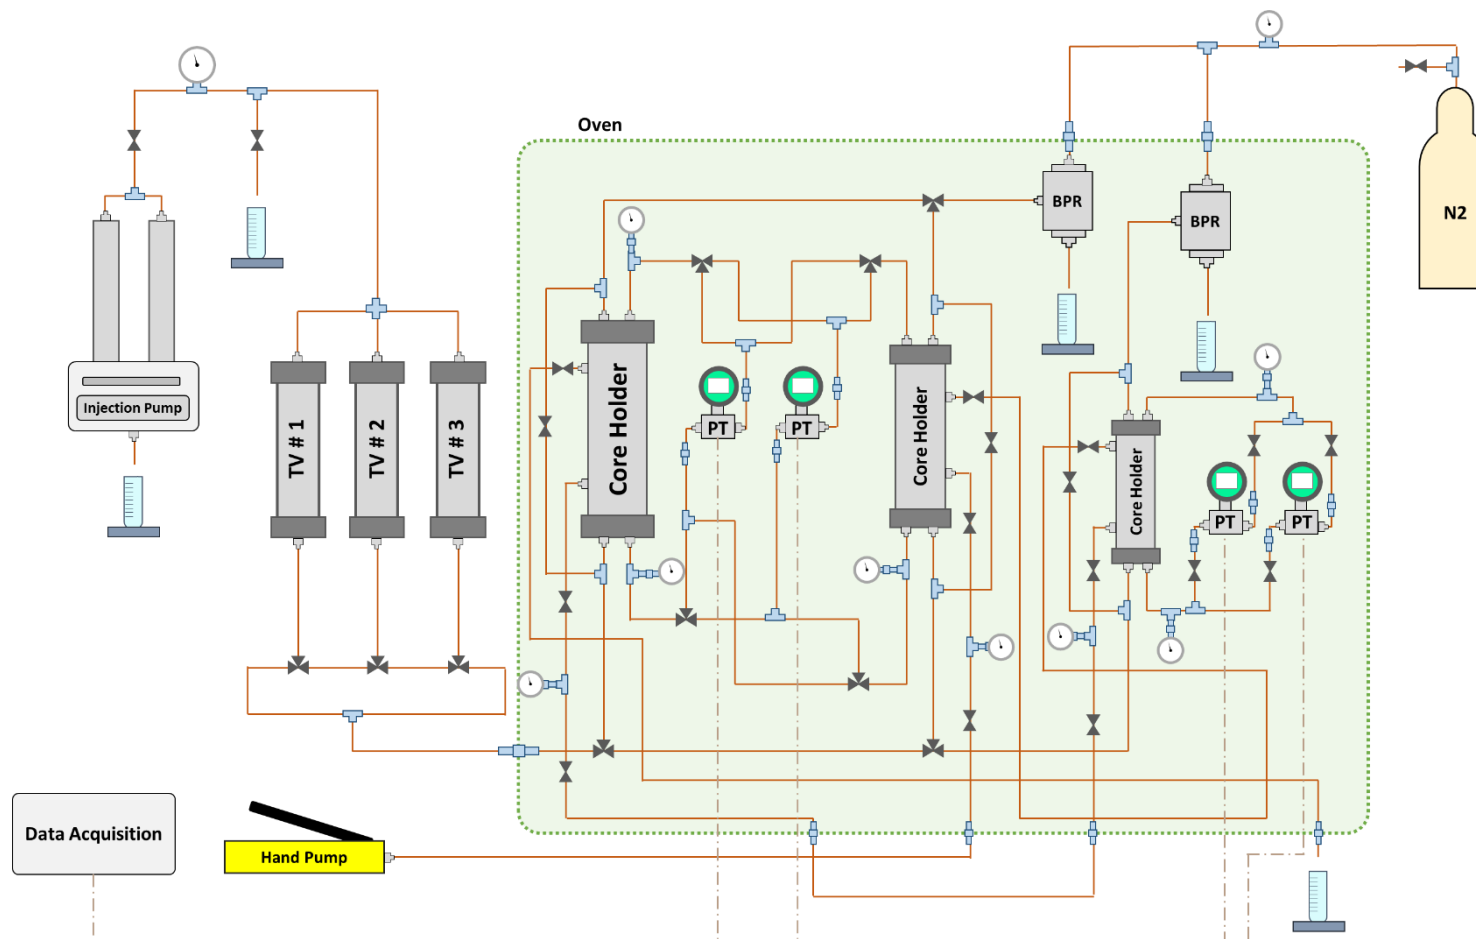 Oven
BPR
BPR
N2
Injection Pump
TV # 1
TV # 2
TV # 3
Core Holder
PT
PT
Core Holder
Core Holder
PT
PT
Data Acquisition
Hand Pump